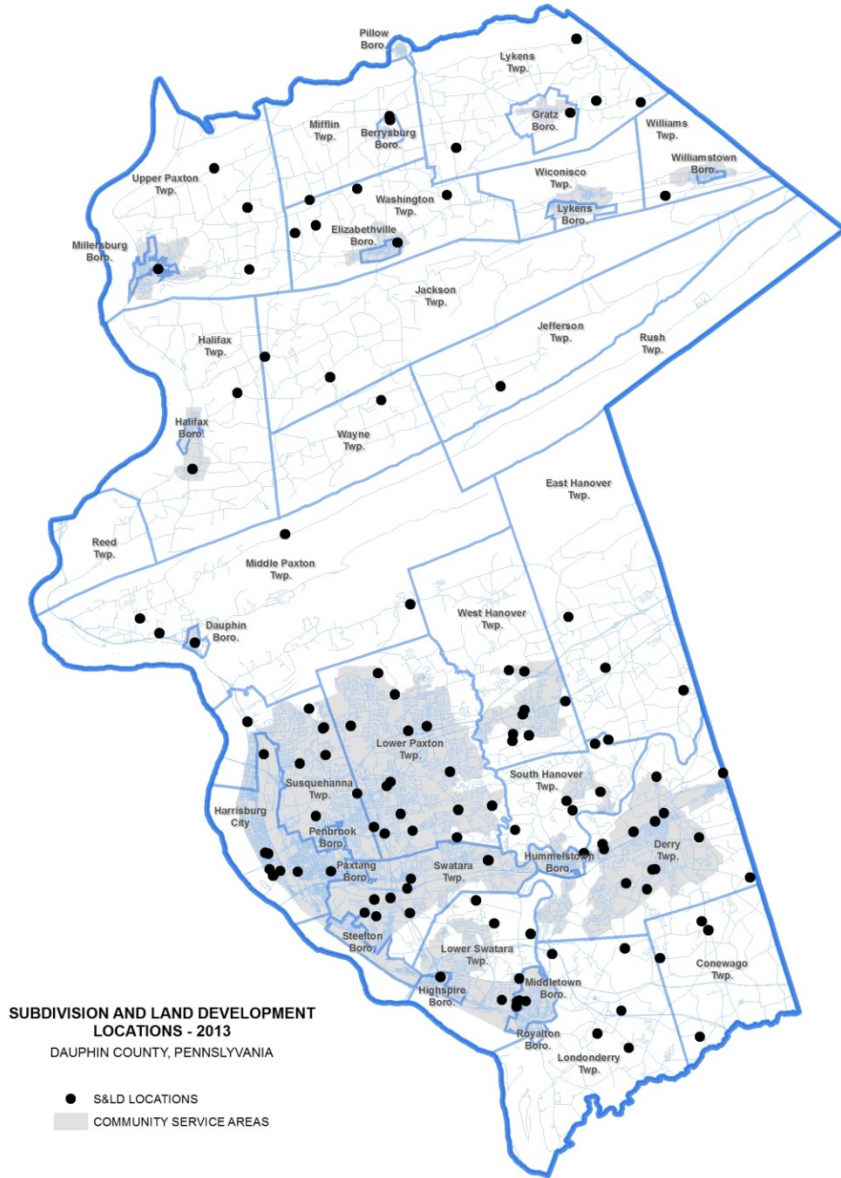 Pillow
Boro.
Lykens
Twp.
Mifflin
Twp.
Berrysburg
Boro.
Gratz
Boro.
Williams
Twp.
Williamstown
Boro.
Upper Paxton
Twp.
Washington
Twp.
Wiconisco
Twp.
Lykens
Boro.
Elizabethville
Boro.
Millersburg
Boro.
Jackson
Twp.
Halifax
Twp.
Jefferson
Twp.
Rush
Twp.
Halifax
Boro.
Wayne
Twp.
East Hanover
Twp.
Reed
Twp.
Middle Paxton
Twp.
West Hanover
Twp.
Dauphin
Boro.
Lower Paxton
Twp.
South Hanover
Twp.
Susquehanna
Twp.
Harrisburg
City
Penbrook
Boro.
Paxtang
Boro.
Swatara
Twp.
Hummelstown
Boro.
Derry
Twp.
Steelton
Boro.
Lower Swatara
Twp.
Conewago
Twp.
Highspire
Boro.
Middletown
Boro.
Royalton
Boro.
Londonderry
Twp.
SUBDIVISION AND LAND DEVELOPMENT
LOCATIONS - 2013
DAUPHIN COUNTY, PENNSLYVANIA
S&LD LOCATIONS
COMMUNITY SERVICE AREAS